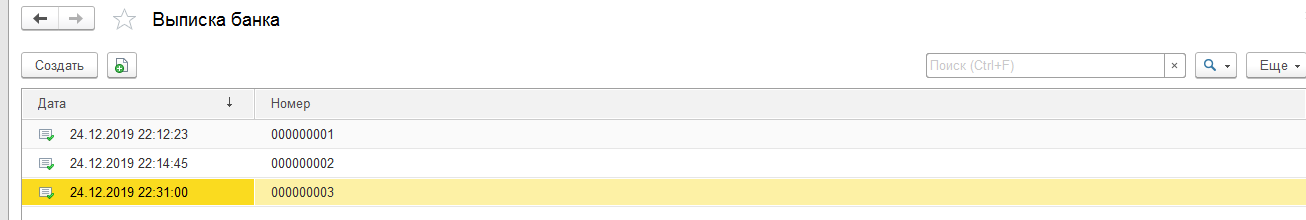 Выписка банка
Создать
Поиск (Ctrl+F)
×
Еще
Дата ↓ Номер
24.12.2019 22:12:23 000000001
24.12.2019 22:14:45 000000002
24.12.2019 22:31:00 000000003